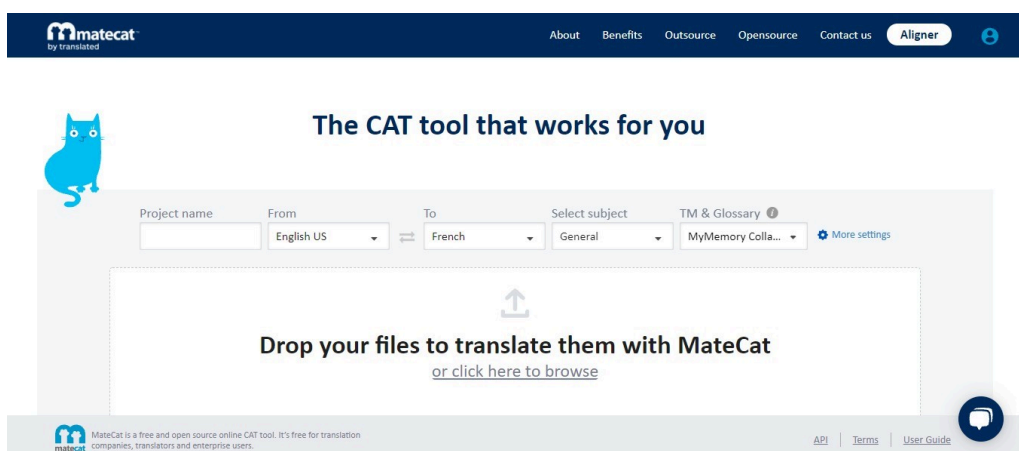 matecat™
by translated
About Benefits Outsource Opensource Contact us Aligner
The CAT tool that works for you
Project name From To Select subject TM & Glossary i
English US French General MyMemory Colla... More settings
Drop your files to translate them with MateCat
or click here to browse
matecat
MateCat is a free and open source online CAT tool. It's free for translation
companies, translators and enterprise users.
API | Terms | User Guide